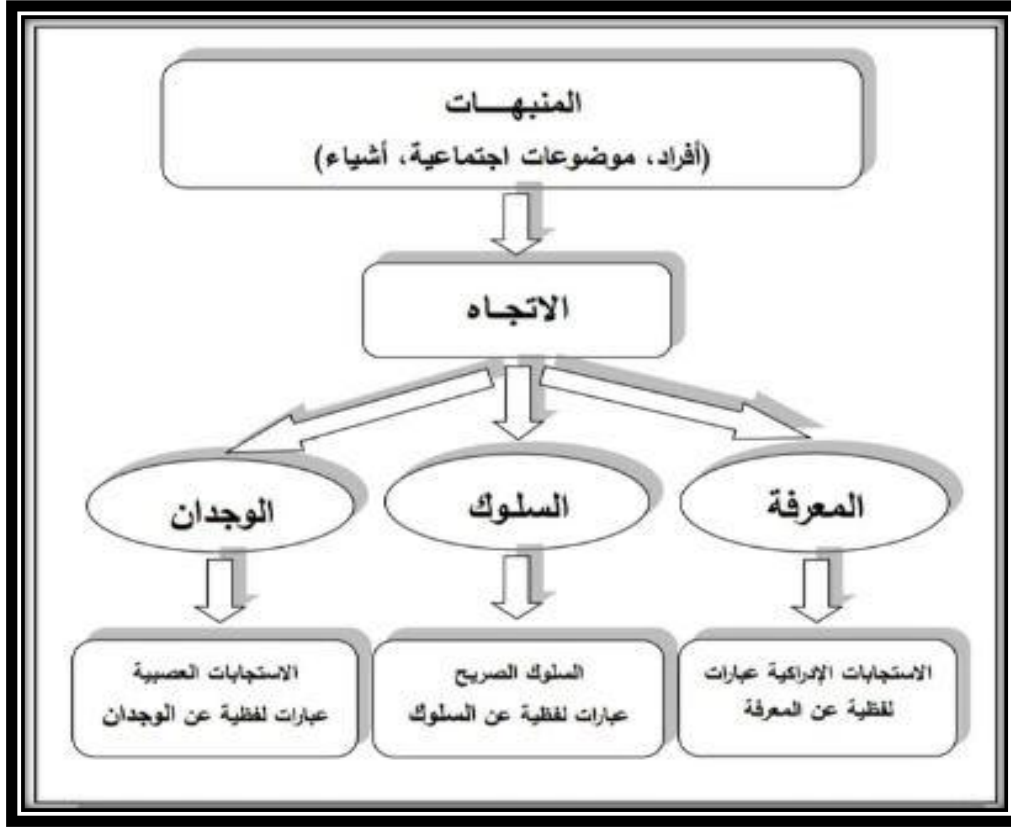 المنبهـــات
(أفراد، موضوعات اجتماعية، أشياء)
الاتجـاه
المعرفة
السلوك
الوجدان
الاستجابات الإدراكية عبارات
لفظية عن المعرفة
السلوك الصريح
عبارات لفظية عن السلوك
الاستجابات العصبية
عبارات لفظية عن الوجدان